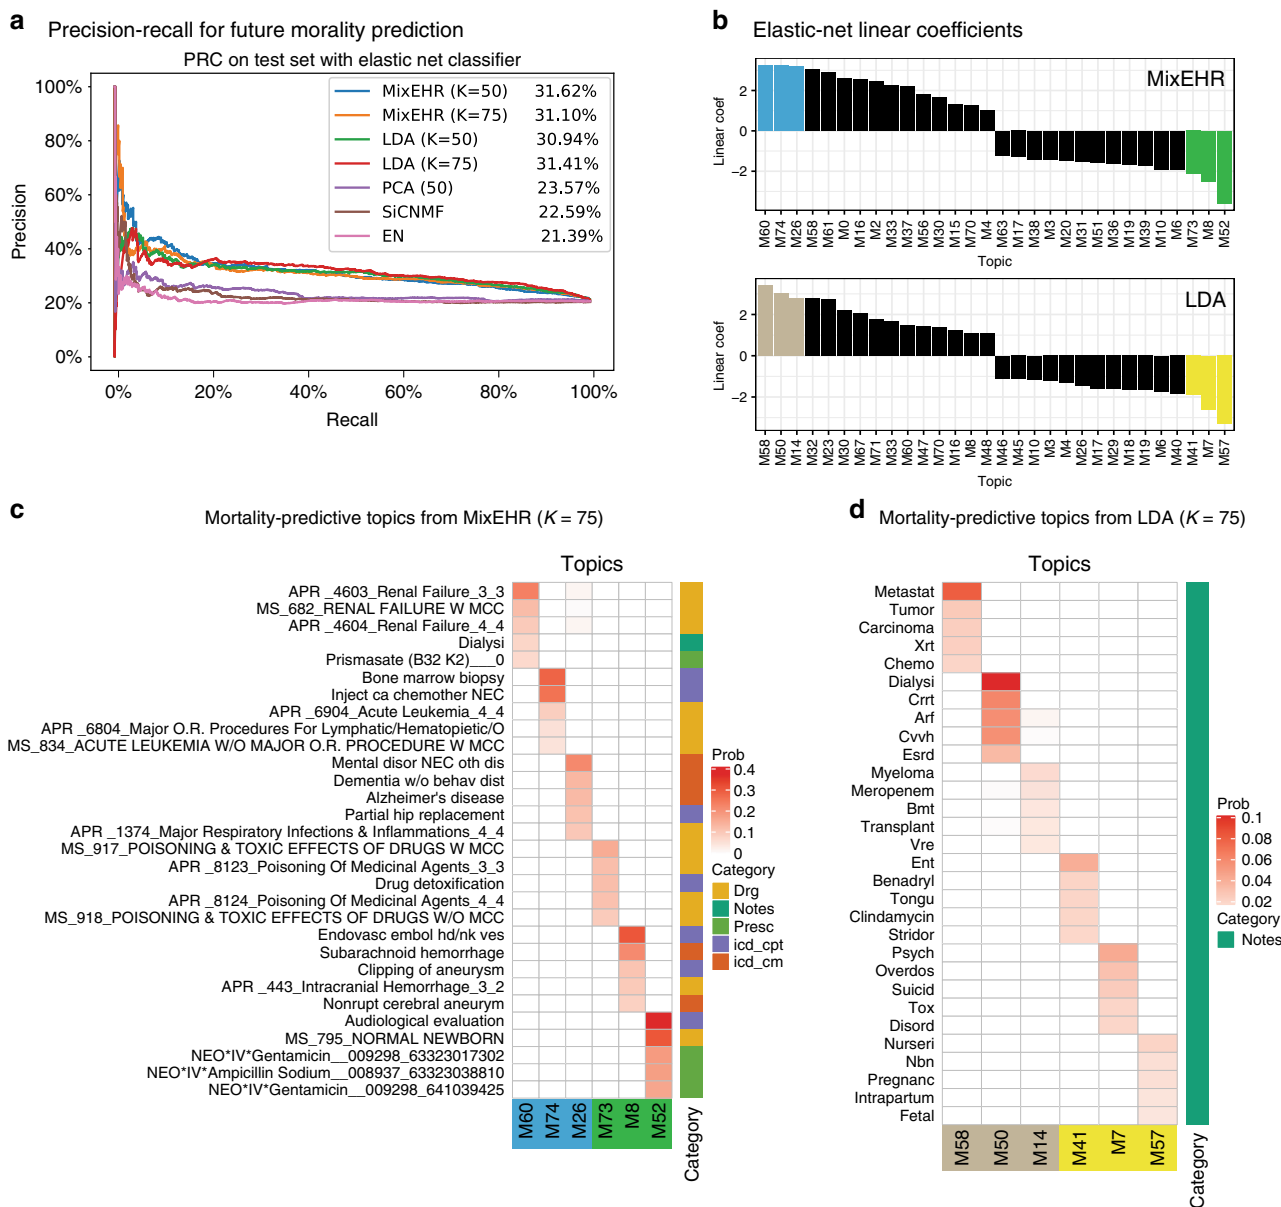 a Precision-recall for future morality prediction
PRC on test set with elastic net classifier
100%
80%
60%
40%
20%
0%
Precision
MixEHR (K=50) 31.62%
MixEHR (K=75) 31.10%
LDA (K=50) 30.94%
LDA (K=75) 31.41%
PCA (50) 23.57%
SiCNMF 22.59%
EN 21.39%
0% 20% 40% 60% 80% 100%
Recall
b Elastic-net linear coefficients
MixEHR
2
0
−2
Linear coef
M60 M74 M26 M58 M61 M0 M16 M2 M33 M37 M56 M30 M15 M70 M4 M63 M17 M38 M3 M20 M31 M51 M36 M19 M39 M10 M6 M73 M8 M52
Topic
LDA
2
0
−2
Linear coef
M58 M50 M14 M32 M23 M30 M67 M71 M33 M60 M47 M70 M16 M8 M48 M46 M45 M10 M3 M4 M26 M17 M29 M18 M19 M6 M40 M41 M7 M57
Topic
c Mortality-predictive topics from MixEHR (K = 75)
Topics
APR _4603_Renal Failure_3_3
MS_682_RENAL FAILURE W MCC
APR _4604_Renal Failure_4_4
Dialysi
Prismasate (B32 K2)___0
Bone marrow biopsy
Inject ca chemother NEC
APR _6904_Acute Leukemia_4_4
APR _6804_Major O.R. Procedures For Lymphatic/Hematopietic/O
MS_834_ACUTE LEUKEMIA W/O MAJOR O.R. PROCEDURE W MCC
Mental disor NEC oth dis
Dementia w/o behav dist
Alzheimer's disease
Partial hip replacement
APR _1374_Major Respiratory Infections & Inflammations_4_4
MS_917_POISONING & TOXIC EFFECTS OF DRUGS W MCC
APR _8123_Poisoning Of Medicinal Agents_3_3
Drug detoxification
APR _8124_Poisoning Of Medicinal Agents_4_4
MS_918_POISONING & TOXIC EFFECTS OF DRUGS W/O MCC
Endovasc embol hd/nk ves
Subarachnoid hemorrhage
Clipping of aneurysm
APR _443_Intracranial Hemorrhage_3_2
Nonrupt cerebral aneurym
Audiological evaluation
MS_795_NORMAL NEWBORN
NEO*IV*Gentamicin__009298_63323017302
NEO*IV*Ampicillin Sodium__008937_63323038810
NEO*IV*Gentamicin__009298_641039425
M60 M74 M26 M73 M8 M52
Category
Prob
0.4
0.3
0.2
0.1
0
Category
Drg
Notes
Presc
icd_cpt
icd_cm
d Mortality-predictive topics from LDA (K = 75)
Topics
Metastat
Tumor
Carcinoma
Xrt
Chemo
Dialysi
Crrt
Arf
Cvvh
Esrd
Myeloma
Meropenem
Bmt
Transplant
Vre
Ent
Benadryl
Tongu
Clindamycin
Stridor
Psych
Overdos
Suicid
Tox
Disord
Nurseri
Nbn
Pregnanc
Intrapartum
Fetal
M58 M50 M14 M41 M7 M57
Category
Prob
0.1
0.08
0.06
0.04
0.02
Category
Notes